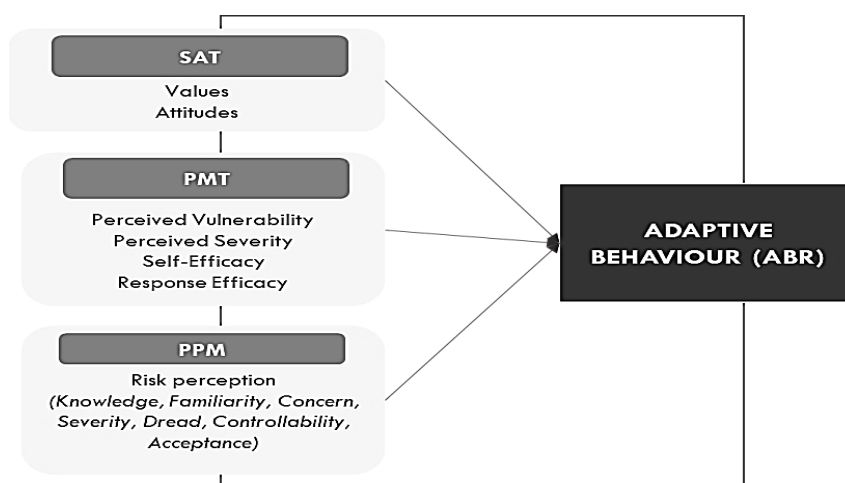 SAT
Values
Attitudes
PMT
Perceived Vulnerability
Perceived Severity
Self-Efficacy
Response Efficacy
PPM
Risk perception
(Knowledge, Familiarity, Concern,
Severity, Dread, Controllability,
Acceptance)
ADAPTIVE
BEHAVIOUR (ABR)